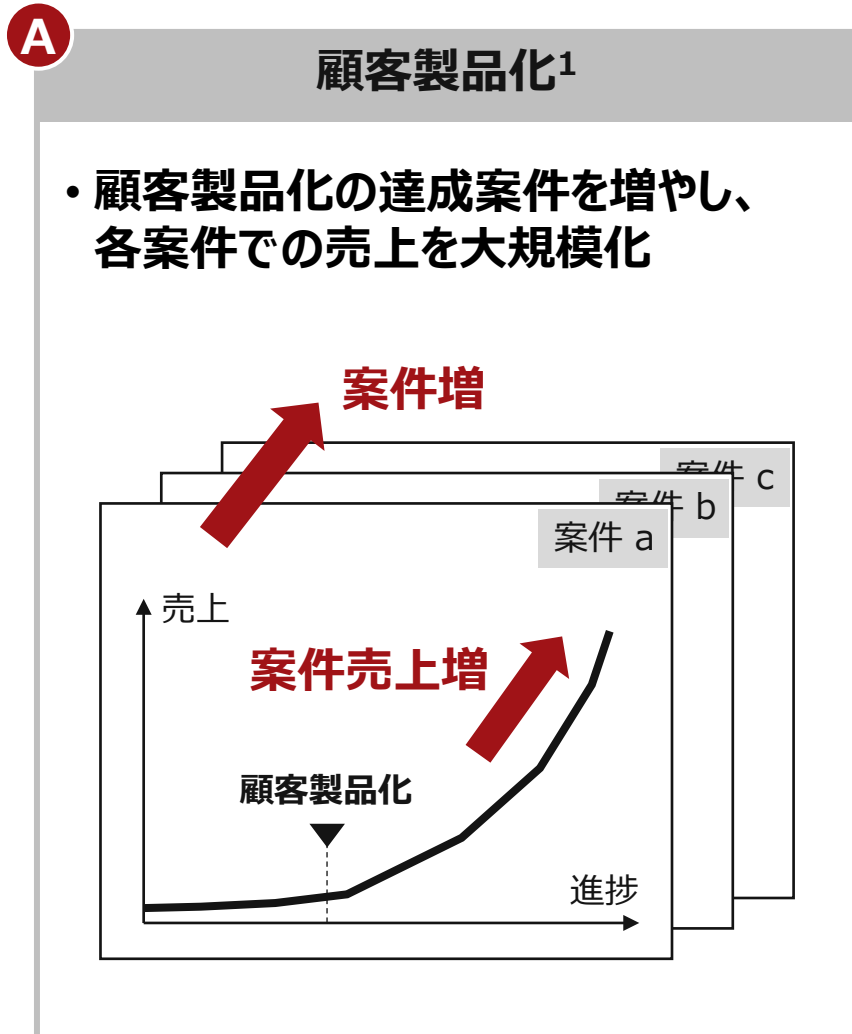 A
顧客製品化1
• 顧客製品化の達成案件を増やし、
各案件での売上を大規模化
案件増
案件 c
案件 b
案件 a
売上
案件売上増
顧客製品化
進捗